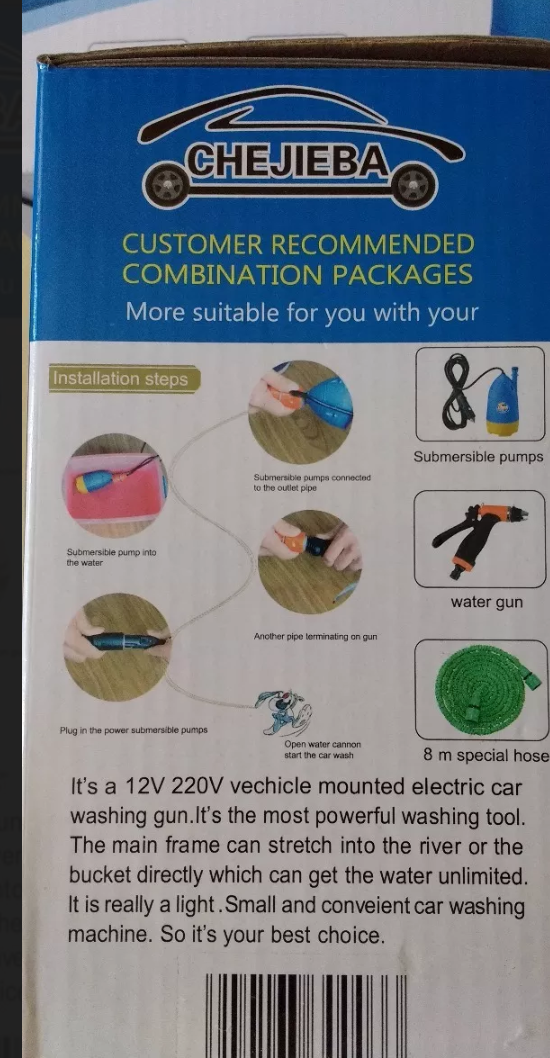 CHEJIEBA
CUSTOMER RECOMMENDED
COMBINATION PACKAGES
More suitable for you with your
Installation steps
Submersible pumps connected
to the outlet pipe
Submersible pumps
Submersible pump into
the water
water gun
Another pipe terminating on gun
Plug in the power submersible pumps
Open water cannon
start the car wash
8 m special hose
It's a 12V 220V vechicle mounted electric car
washing gun.It's the most powerful washing tool.
The main frame can stretch into the river or the
bucket directly which can get the water unlimited.
It is really a light.Small and conveient car washing
machine. So it's your best choice.